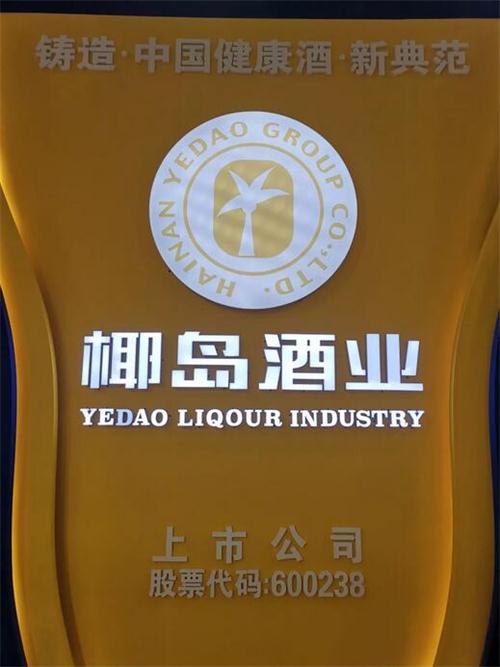 铸造·中国健康酒·新典范
HAINAN YEDAO GROUP CO.,LTD.
椰岛酒业
YEDAO LIQOUR INDUSTRY
上市公司
股票代码:600238